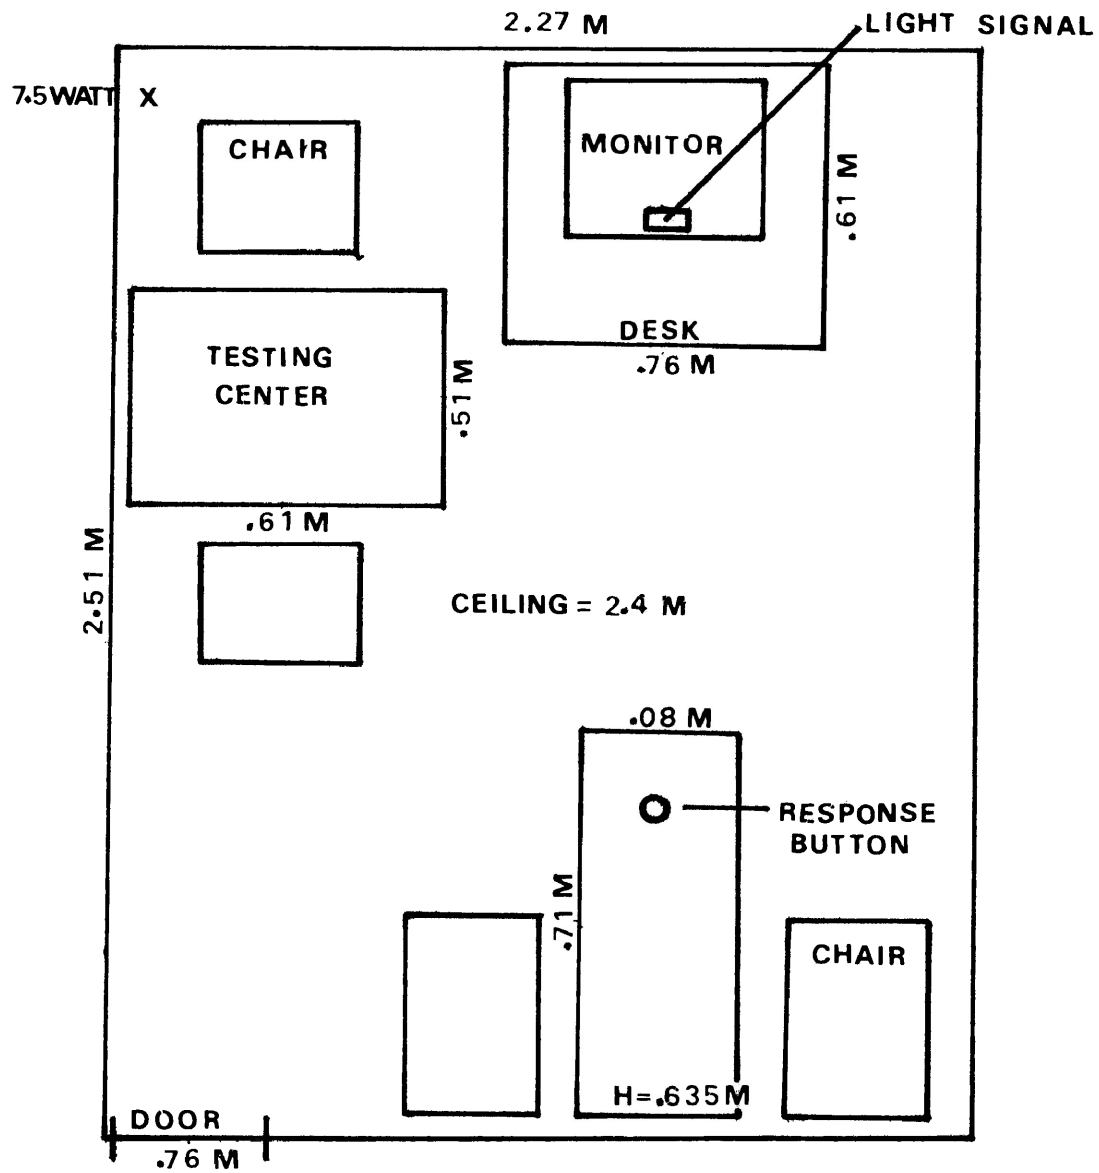 2.27 M
LIGHT SIGNAL
7.5WATT X
CHAIR
MONITOR
.61 M
DESK
.76 M
TESTING
CENTER
.51 M
.61 M
2.51 M
CEILING = 2.4 M
.08 M
RESPONSE
BUTTON
.71 M
CHAIR
H=.635M
DOOR
.76 M